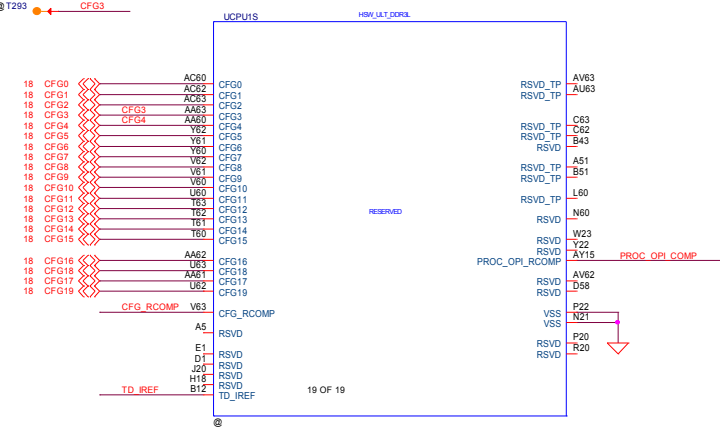 @T293 CFG3
UCPU1S HSW_ULT_DDR3L
18 CFG0 AC60 CFG0 RSVD_TP AV63
18 CFG1 AC62 CFG1 RSVD_TP AU63
18 CFG2 AC63 CFG2
18 CFG3 CFG3 AA63 CFG3
18 CFG4 CFG4 AA60 CFG4 RSVD_TP C63
18 CFG5 Y62 CFG5 RSVD_TP C62
18 CFG6 Y61 CFG6 RSVD B43
18 CFG7 Y60 CFG7
18 CFG8 V62 CFG8 RSVD_TP A51
18 CFG9 V61 CFG9 RSVD_TP B51
18 CFG10 V60 CFG10
18 CFG11 U60 CFG11 RSVD_TP L60
18 CFG12 T63 CFG12 RESERVED
18 CFG13 T62 CFG13 RSVD N60
18 CFG14 T61 CFG14
18 CFG15 T60 CFG15 RSVD W23
RSVD Y22
18 CFG16 AA62 CFG16 PROC_OPI_RCOMP AY15 PROC_OPI_COMP
18 CFG18 U63 CFG18
18 CFG17 AA61 CFG17 RSVD AV62
18 CFG19 U62 CFG19 RSVD D58
CFG_RCOMP V63 CFG_RCOMP VSS P22
VSS N21
A5 RSVD
RSVD P20
E1 RSVD RSVD R20
D1 RSVD
J20 RSVD
H18 RSVD
TD_IREF B12 TD_IREF 19 OF 19
@